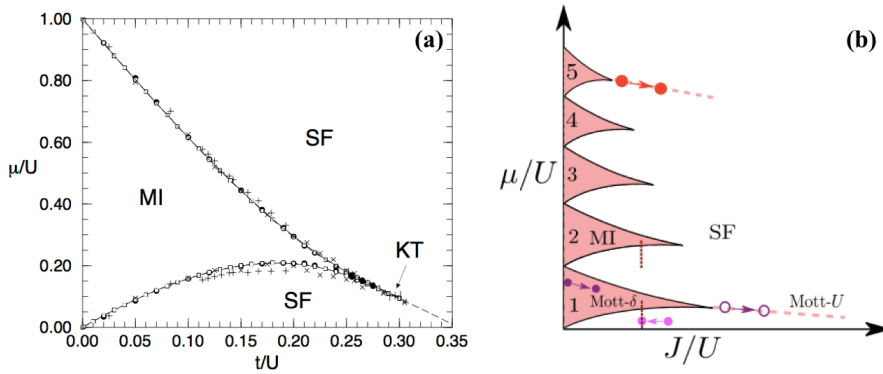 1.00
0.80
0.60
0.40
0.20
0.00
μ/U
0.00 0.05 0.10 0.15 0.20 0.25 0.30 0.35
t/U
(a)
SF
MI
KT
SF
(b)
5
4
3
2 MI
1
μ/U
SF
Mott-δ
Mott-U
J/U